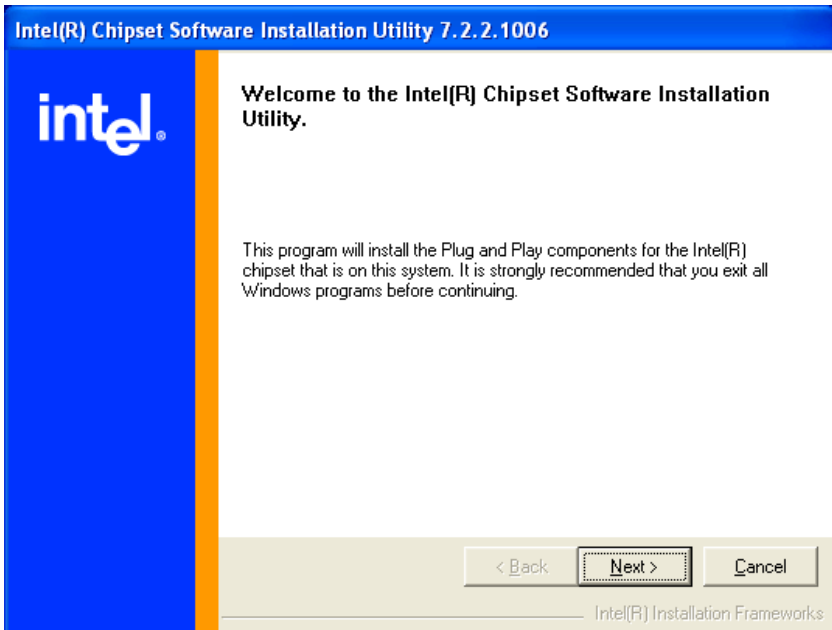 Intel(R) Chipset Software Installation Utility 7.2.2.1006
intel®
Welcome to the Intel(R) Chipset Software Installation
Utility.
This program will install the Plug and Play components for the Intel(R)
chipset that is on this system. It is strongly recommended that you exit all
Windows programs before continuing.
< Back
Next >
Cancel
Intel(R) Installation Frameworks